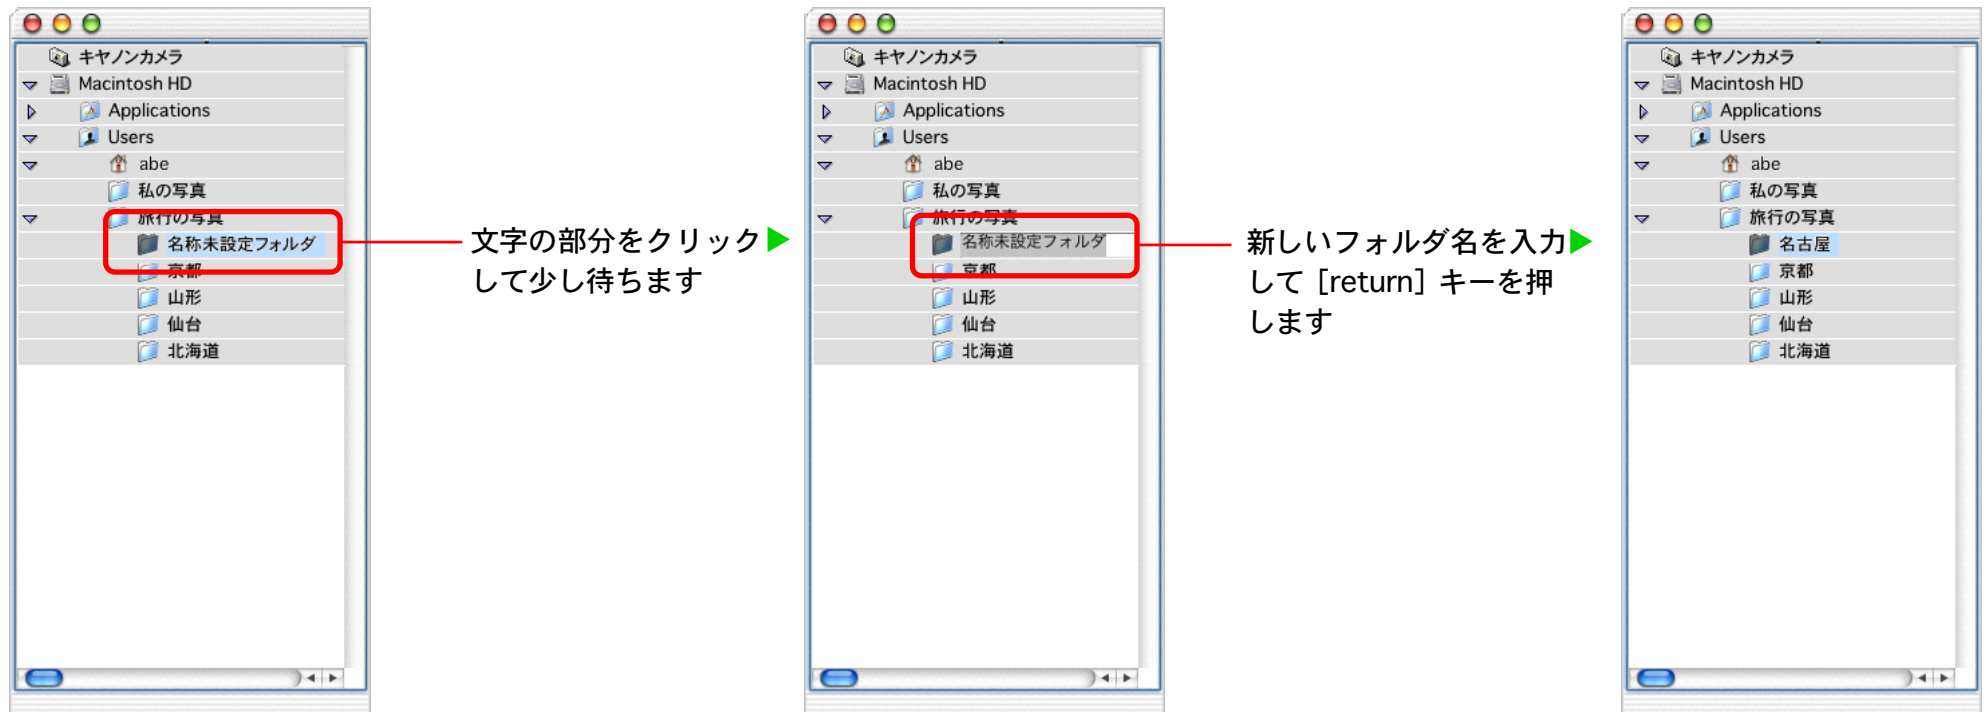 キヤノンカメラ
Macintosh HD
Applications
Users
abe
私の写真
旅行の写真
名称未設定フォルダ
京都
山形
仙台
北海道
文字の部分をクリック
して少し待ちます
キヤノンカメラ
Macintosh HD
Applications
Users
abe
私の写真
旅行の写真
名称未設定フォルダ
京都
山形
仙台
北海道
新しいフォルダ名を入力
して［return］キーを押
します
キヤノンカメラ
Macintosh HD
Applications
Users
abe
私の写真
旅行の写真
名古屋
京都
山形
仙台
北海道